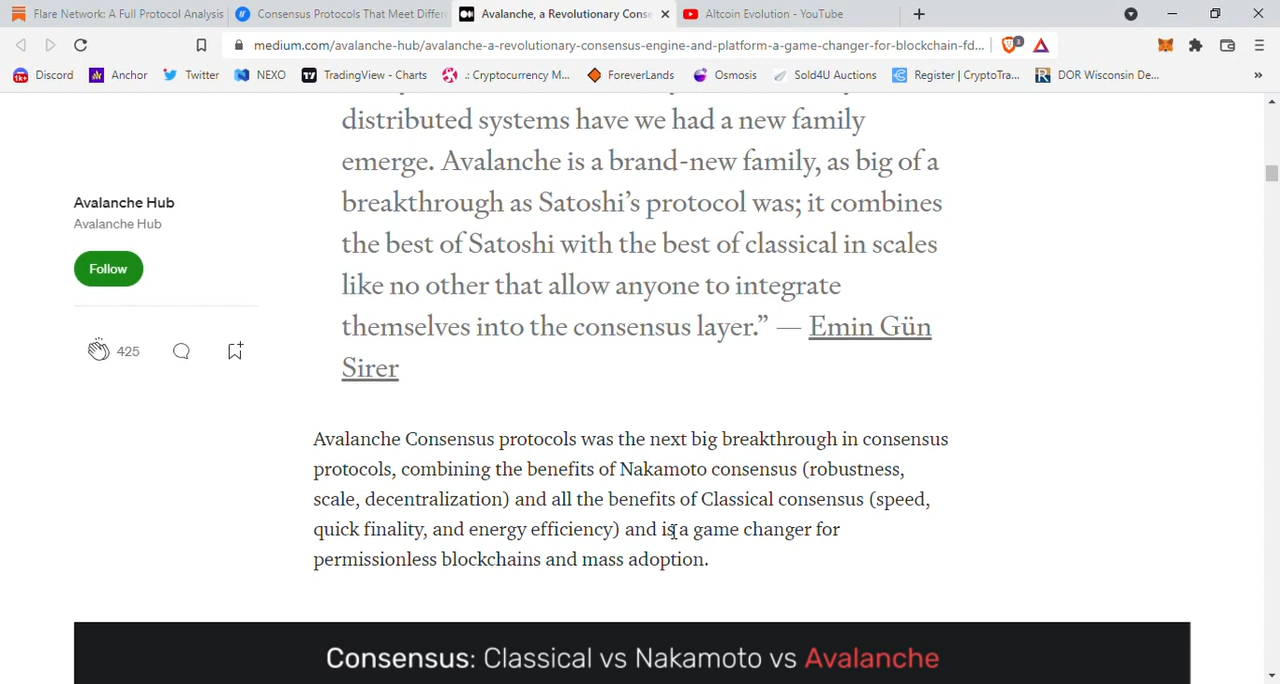 Flare Network: A Full Protocol Analysis
Consensus Protocols That Meet Differ
Avalanche, a Revolutionary Conse
Altcoin Evolution - YouTube
medium.com/avalanche-hub/avalanche-a-revolutionary-consensus-engine-and-platform-a-game-changer-for-blockchain-fd...
3
1k+ Discord Anchor Twitter NEXO TradingView - Charts .: Cryptocurrency M... ForeverLands Osmosis Sold4U Auctions Register | CryptoTra... DOR Wisconsin De... »
distributed systems have we had a new family
emerge. Avalanche is a brand-new family, as big of a
breakthrough as Satoshi’s protocol was; it combines
the best of Satoshi with the best of classical in scales
like no other that allow anyone to integrate
themselves into the consensus layer.” — Emin Gün
Sirer
Avalanche Hub
Avalanche Hub
Follow
425
Avalanche Consensus protocols was the next big breakthrough in consensus
protocols, combining the benefits of Nakamoto consensus (robustness,
scale, decentralization) and all the benefits of Classical consensus (speed,
quick finality, and energy efficiency) and is a game changer for
permissionless blockchains and mass adoption.
Consensus: Classical vs Nakamoto vs Avalanche